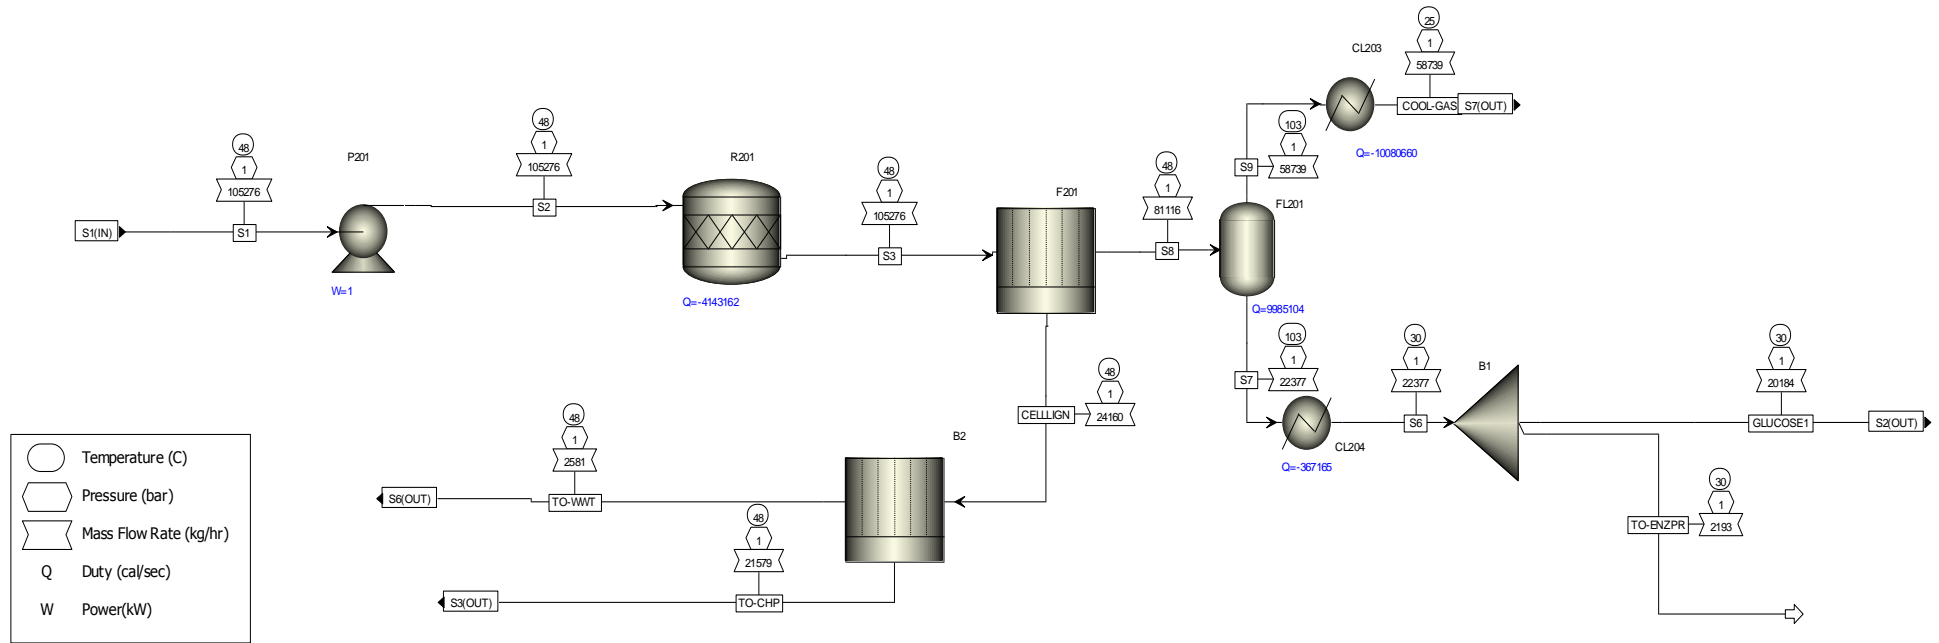 25
1
58739
CL203
COOL-GAS
S7(OUT)
Q=-10080660
48
1
105276
S1(IN)
S1
P201
W=1
48
1
105276
S2
R201
Q=-4143162
48
1
105276
S3
F201
48
1
81116
S8
103
1
58739
S9
FL201
Q=9985104
103
1
22377
S7
CL204
Q=-367165
30
1
22377
S6
B1
30
1
20184
GLUCOSE1
S2(OUT)
30
1
2193
TO-ENZPR
48
1
24160
CELLLIGN
B2
48
1
2581
S6(OUT)
TO-WWT
48
1
21579
S3(OUT)
TO-CHP
Temperature (C)
Pressure (bar)
Mass Flow Rate (kg/hr)
Q Duty (cal/sec)
W Power(kW)